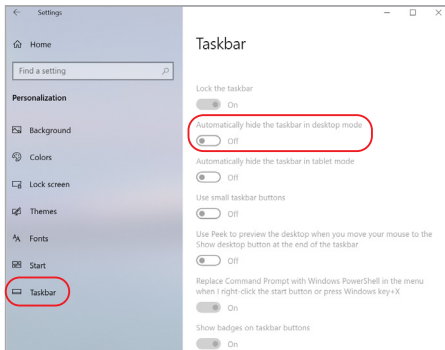 Settings
Home
Find a setting
Personalization
Background
Colors
Lock screen
Themes
Fonts
Start
Taskbar
Taskbar
Lock the taskbar
On
Automatically hide the taskbar in desktop mode
Off
Automatically hide the taskbar in tablet mode
Off
Use small taskbar buttons
Off
Use Peek to preview the desktop when you move your mouse to the
Show desktop button at the end of the taskbar
Off
Replace Command Prompt with Windows PowerShell in the menu
when I right-click the start button or press Windows key+X
On
Show badges on taskbar buttons
On